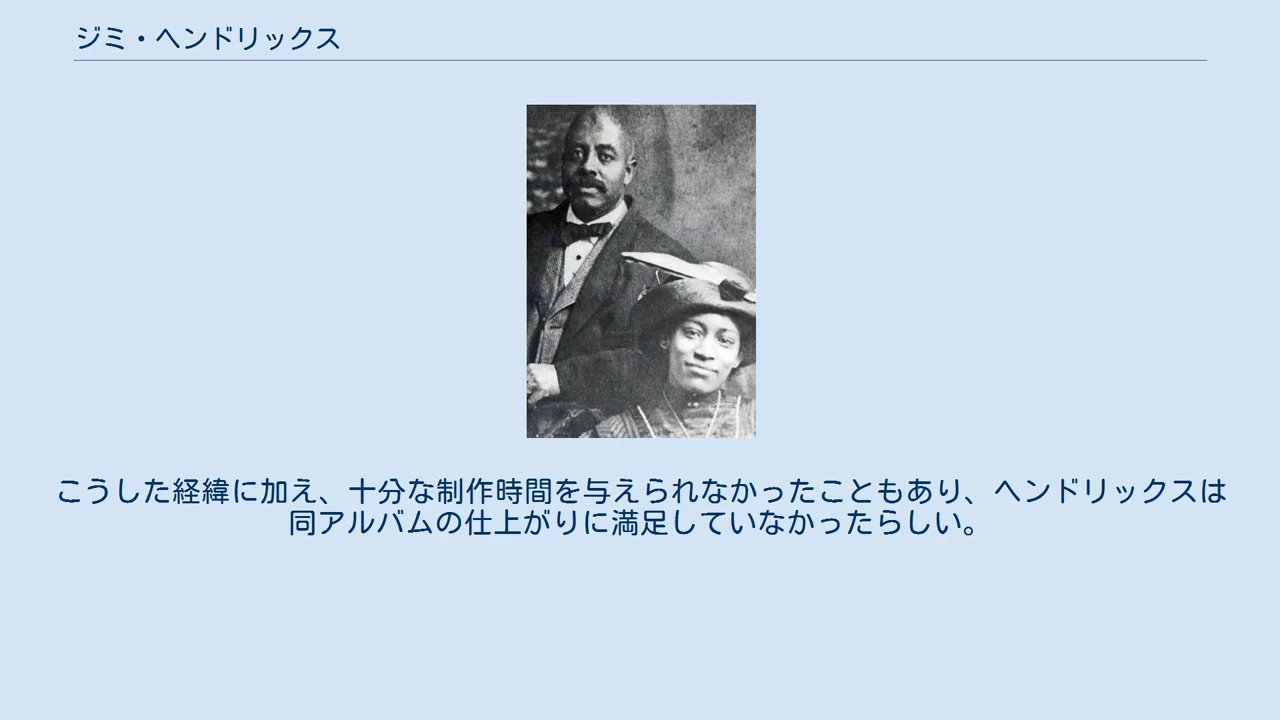 ジミ・ヘンドリックス
こうした経緯に加え、十分な制作時間を与えられなかったこともあり、ヘンドリックスは
同アルバムの仕上がりに満足していなかったらしい。